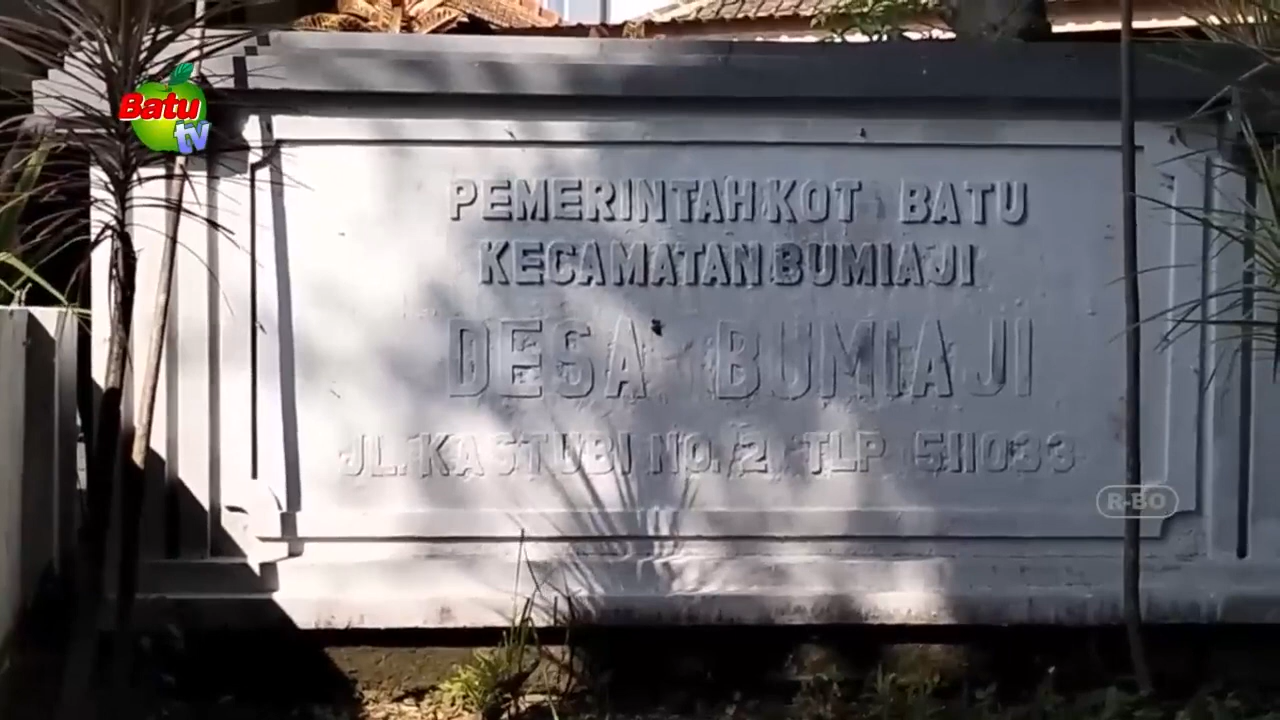 Batu
tv
PEMERINTAH KOT BATU
KECAMATAN BUMIAJI
DESA BUMIAJI
JL. KASTUBI NO. 2 TLP 511033
R-BO